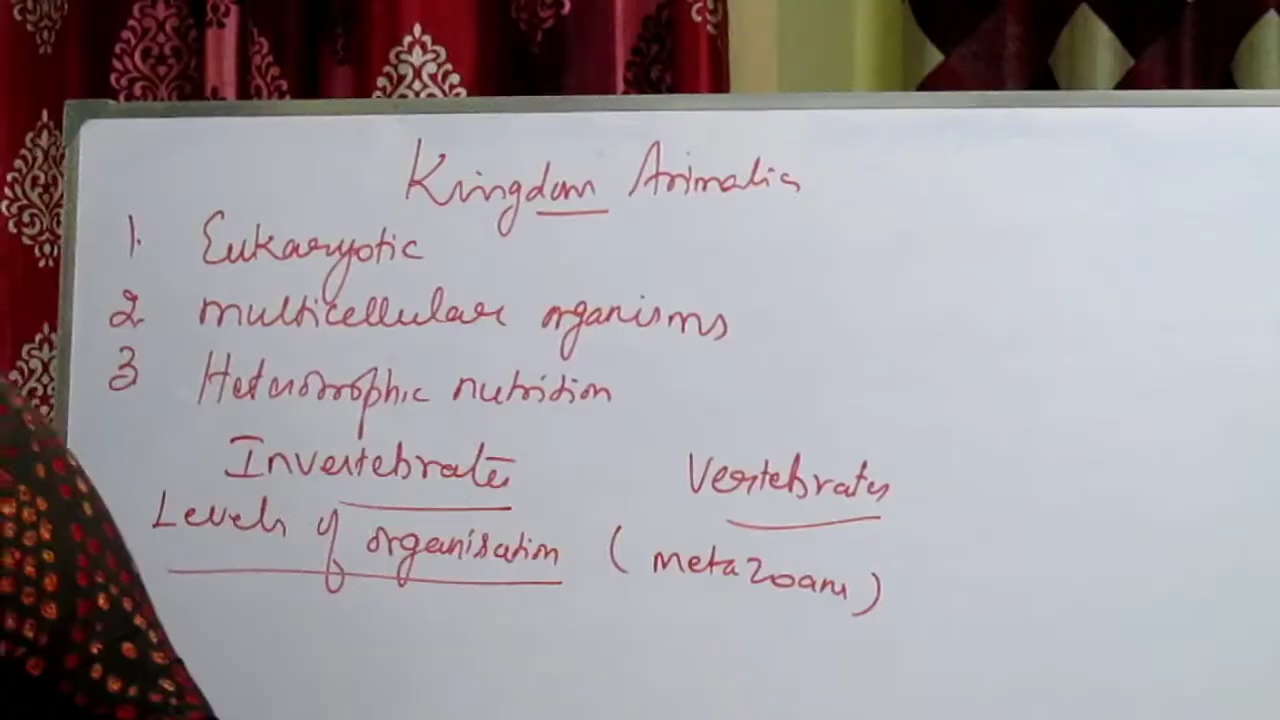 Kingdom Animalia
1. Eukaryotic
2 multicellular organisms
3 Heterotrophic nutrition
Invertebrate Vertebrates
Levels of organisation (metazoans)